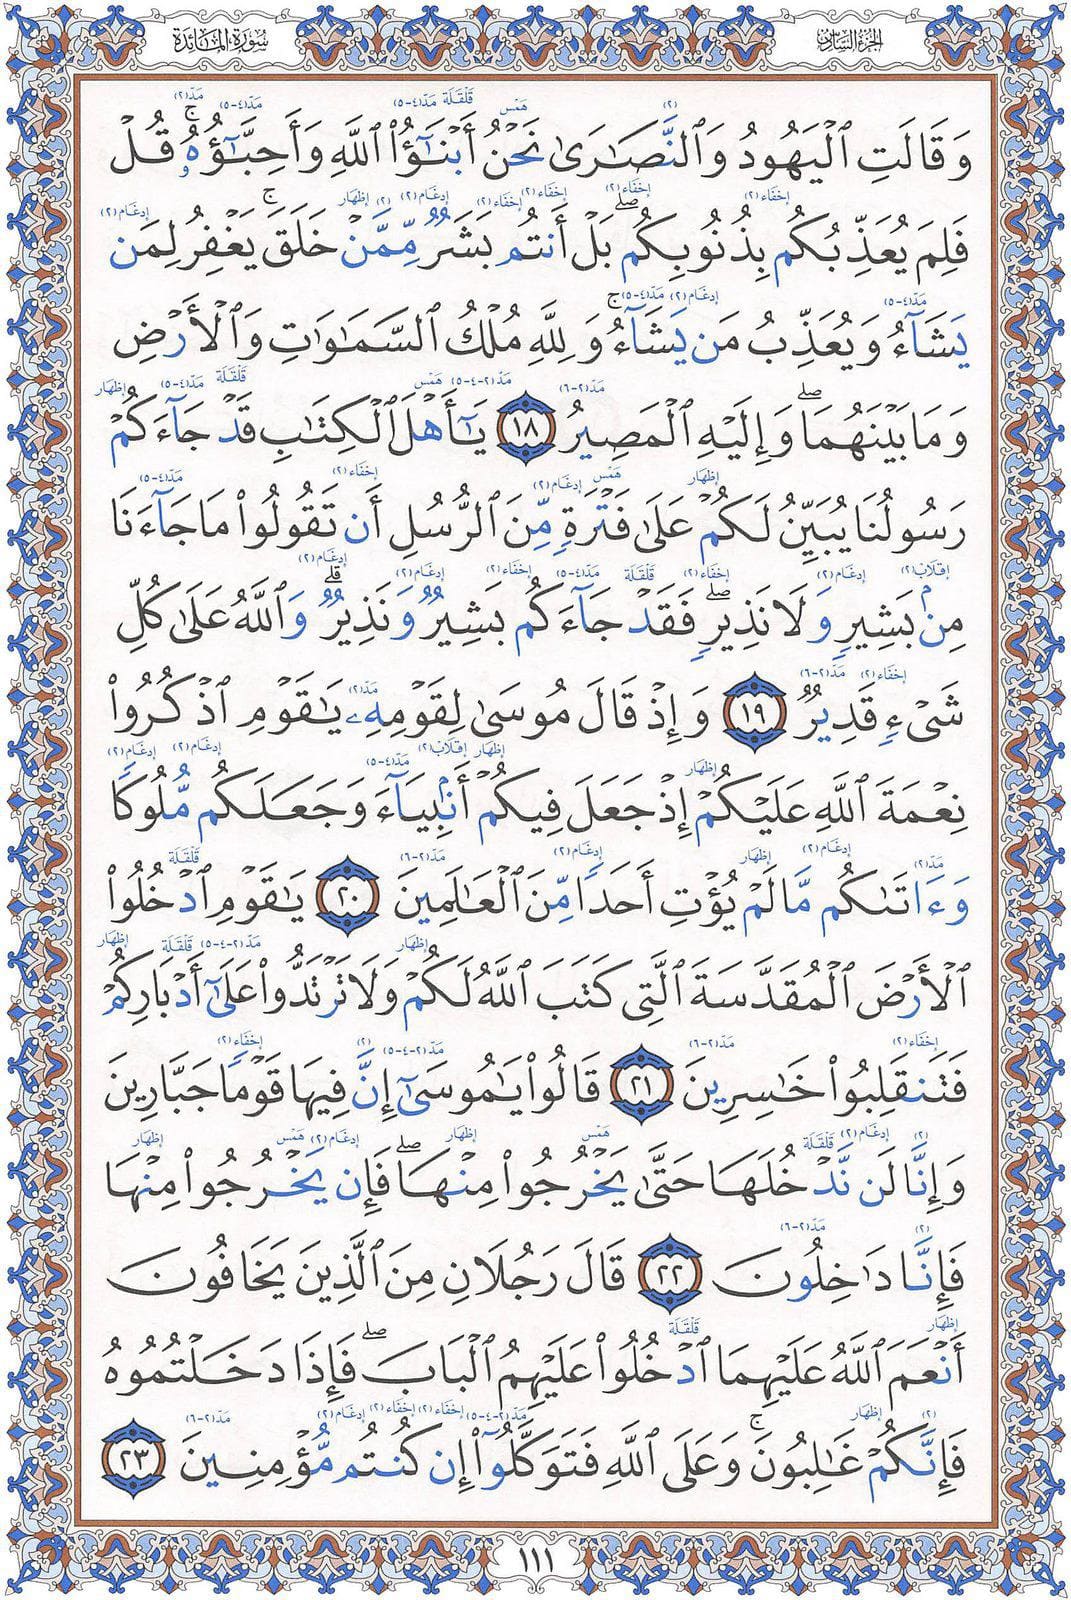 سورة المائدة
الجزء السادس
وَقَالَتِ ٱلۡيَهُودُ وَٱلنَّصَٰرَىٰ نَحۡنُ أَبۡنَٰٓؤُاْ ٱللَّهِ وَأَحِبَّٰٓؤُهُۥۚ قُلۡ
فَلِمَ يُعَذِّبُكُم بِذُنُوبِكُمۖ بَلۡ أَنتُم بَشَرٞ مِّمَّنۡ خَلَقَۚ يَغۡفِرُ لِمَن
يَشَآءُ وَيُعَذِّبُ مَن يَشَآءُۚ وَلِلَّهِ مُلۡكُ ٱلسَّمَٰوَٰتِ وَٱلۡأَرۡضِ
وَمَا بَيۡنَهُمَاۖ وَإِلَيۡهِ ٱلۡمَصِيرُ ١٨ يَٰٓأَهۡلَ ٱلۡكِتَٰبِ قَدۡ جَآءَكُمۡ
رَسُولُنَا يُبَيِّنُ لَكُمۡ عَلَىٰ فَتۡرَةٖ مِّنَ ٱلرُّسُلِ أَن تَقُولُواْ مَا جَآءَنَا
مِنۢ بَشِيرٖ وَلَا نَذِيرٖۖ فَقَدۡ جَآءَكُم بَشِيرٞ وَنَذِيرٞۗ وَٱللَّهُ عَلَىٰ كُلِّ
شَيۡءٖ قَدِيرٞ ١٩ وَإِذۡ قَالَ مُوسَىٰ لِقَوۡمِهِۦ يَٰقَوۡمِ ٱذۡكُرُواْ
نِعۡمَةَ ٱللَّهِ عَلَيۡكُمۡ إِذۡ جَعَلَ فِيكُمۡ أَنۢبِيَآءَ وَجَعَلَكُم مُّلُوكٗا
وَءَاتَىٰكُم مَّا لَمۡ يُؤۡتِ أَحَدٗا مِّنَ ٱلۡعَٰلَمِينَ ٢٠ يَٰقَوۡمِ ٱدۡخُلُواْ
ٱلۡأَرۡضَ ٱلۡمُقَدَّسَةَ ٱلَّتِي كَتَبَ ٱللَّهُ لَكُمۡ وَلَا تَرۡتَدُّواْ عَلَىٰٓ أَدۡبَارِكُمۡ
فَتَنقَلِبُواْ خَٰسِرِينَ ٢١ قَالُواْ يَٰمُوسَىٰٓ إِنَّ فِيهَا قَوۡمٗا جَبَّارِينَ
وَإِنَّا لَن نَّدۡخُلَهَا حَتَّىٰ يَخۡرُجُواْ مِنۡهَاۖ فَإِن يَخۡرُجُواْ مِنۡهَا
فَإِنَّا دَٰخِلُونَ ٢٢ قَالَ رَجُلَانِ مِنَ ٱلَّذِينَ يَخَافُونَ
أَنۡعَمَ ٱللَّهُ عَلَيۡهِمَا ٱدۡخُلُواْ عَلَيۡهِمُ ٱلۡبَابَۖ فَإِذَا دَخَلۡتُمُوهُ
فَإِنَّكُمۡ غَٰلِبُونَۚ وَعَلَى ٱللَّهِ فَتَوَكَّلُوٓاْ إِن كُنتُم مُّؤۡمِنِينَ ٢٣
١١١